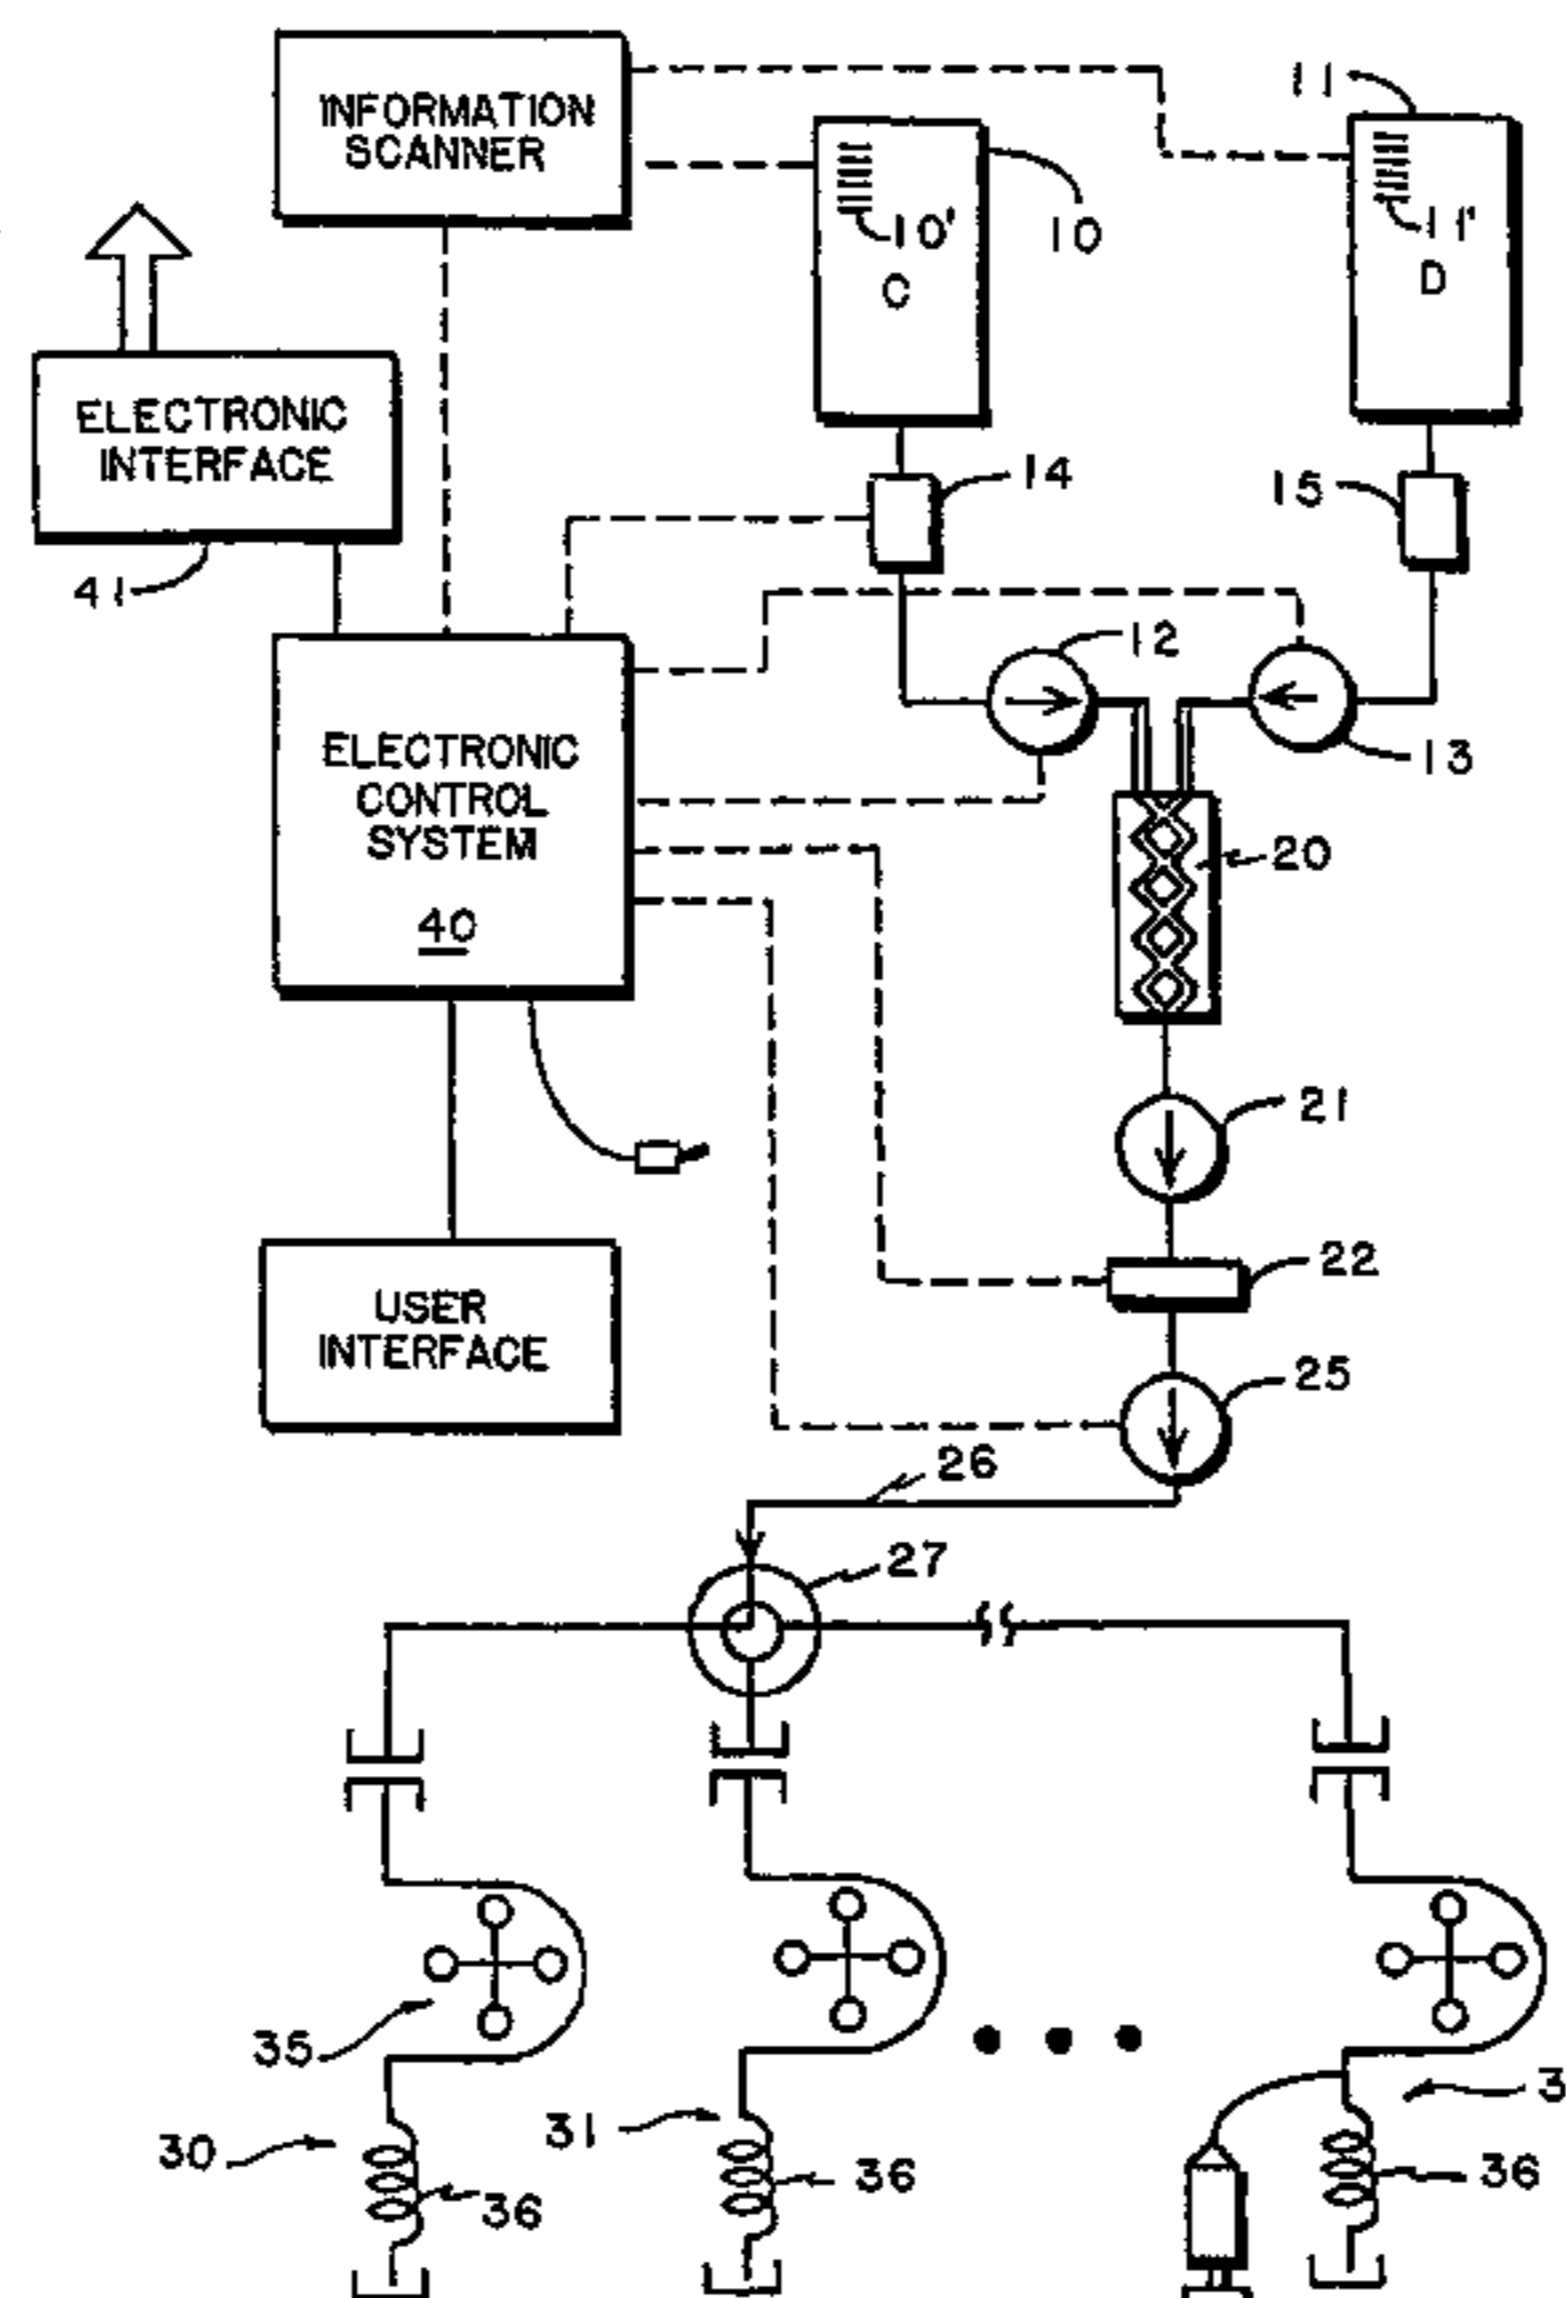 INFORMATION
SCANNER
11
10'
10
C
11'
D
ELECTRONIC
INTERFACE
14
15
41
12
13
ELECTRONIC
CONTROL
SYSTEM
40
20
21
22
USER
INTERFACE
25
26
27
35
30
31
36
36
3
36